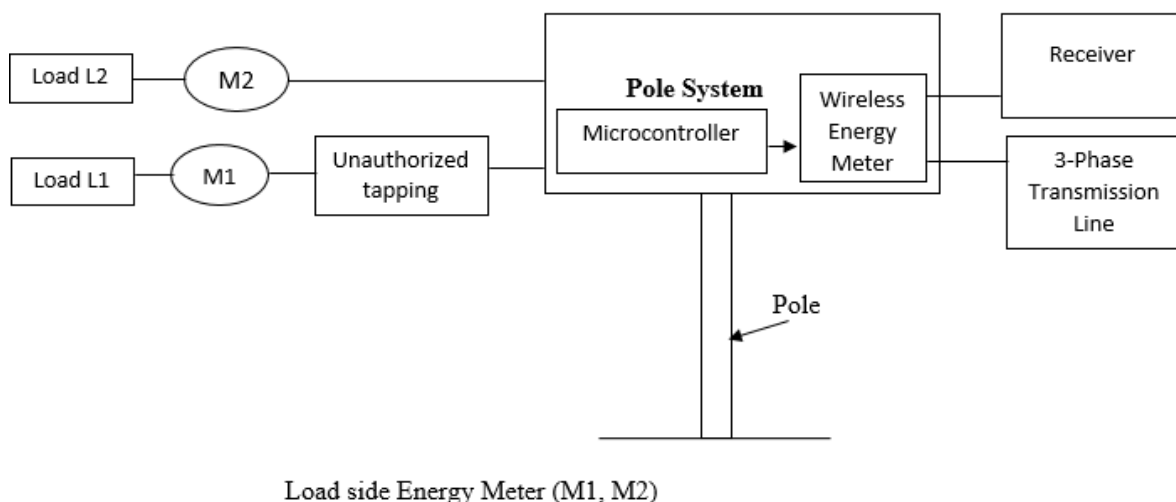 Load L2
M2
Pole System
Microcontroller
Wireless
Energy
Meter
Receiver
Load L1
M1
Unauthorized
tapping
3-Phase
Transmission
Line
Pole
Load side Energy Meter (M1, M2)